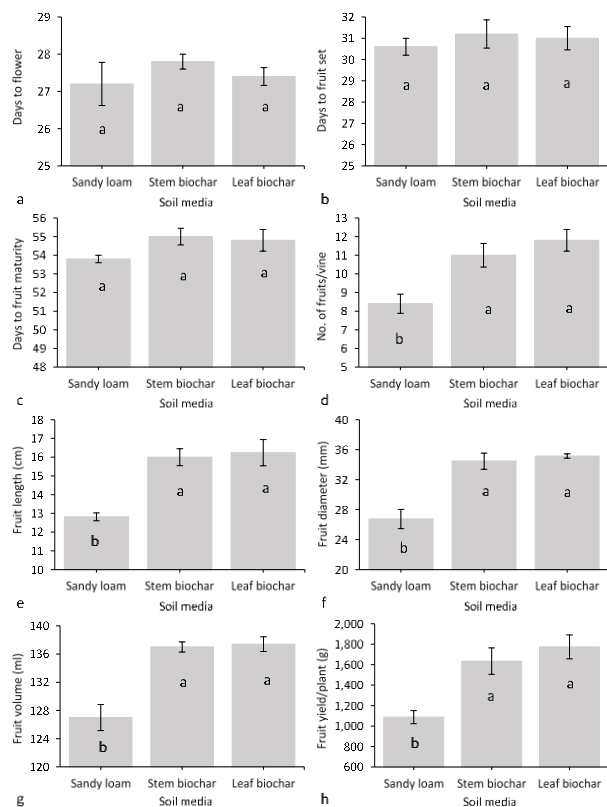 Days to flower
29
28
27
26
25
a
a
a
Sandy loam Stem biochar Leaf biochar
a
Soil media
Days to fruit set
32
31
30
29
28
27
26
25
a
a
a
Sandy loam Stem biochar Leaf biochar
b
Soil media
Days to fruit maturity
56
55
54
53
52
51
50
49
48
a
a
a
Sandy loam Stem biochar Leaf biochar
c
Soil media
No. of fruits/vine
13
12
11
10
9
8
7
6
5
b
a
a
Sandy loam Stem biochar Leaf biochar
d
Soil media
Fruit length (cm)
18
17
16
15
14
13
12
11
10
b
a
a
Sandy loam Stem biochar Leaf biochar
e
Soil media
Fruit diameter (mm)
40
36
32
28
24
20
b
a
a
Sandy loam Stem biochar Leaf biochar
f
Soil media
Fruit volume (ml)
140
136
132
128
124
120
b
a
a
Sandy loam Stem biochar Leaf biochar
g
Soil media
Fruit yield/plant (g)
2,000
1,800
1,600
1,400
1,200
1,000
800
600
b
a
a
Sandy loam Stem biochar Leaf biochar
h
Soil media